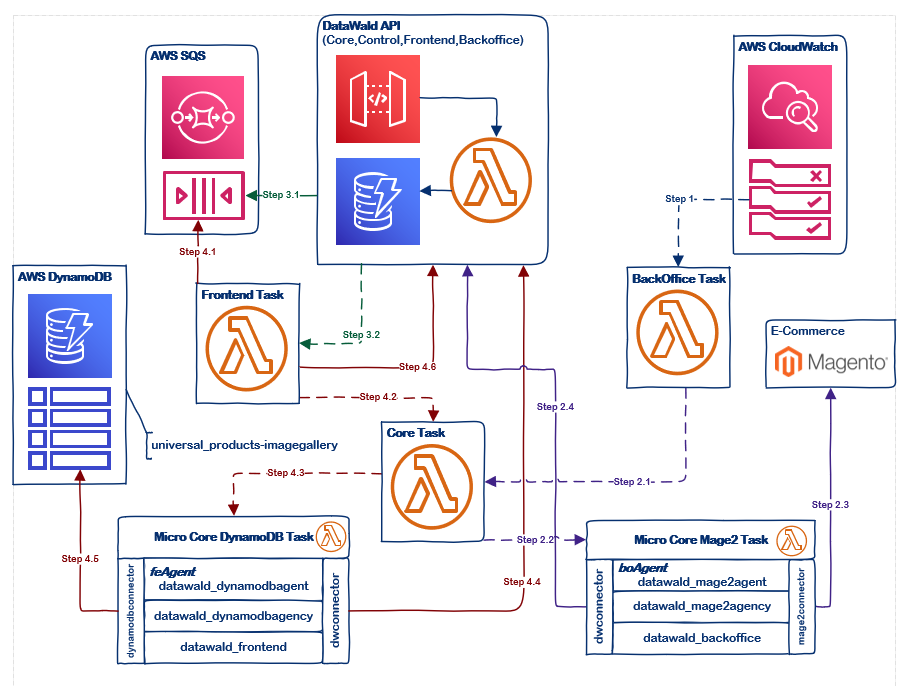 DataWald API
(Core,Control,Frontend,Backoffice)
AWS SQS
AWS CloudWatch
Step 3.1
Step 1
Step 4.1
AWS DynamoDB
Frontend Task
BackOffice Task
Step 3.2
E-Commerce
Magento
Step 4.6
Step 4.2
Step 2.4
Core Task
universal_products-imagegallery
Step 4.3
Step 2.1
Step 2.3
Micro Core DynamoDB Task
Step 2.2
Micro Core Mage2 Task
Step 4.5
Step 4.4
dynamodbconnector
feAgent
datawald_dynamodbagent
datawald_dynamodbagency
datawald_frontend
dwconnector
dwconnector
boAgent
datawald_mage2agent
datawald_mage2agency
datawald_backoffice
mage2connector